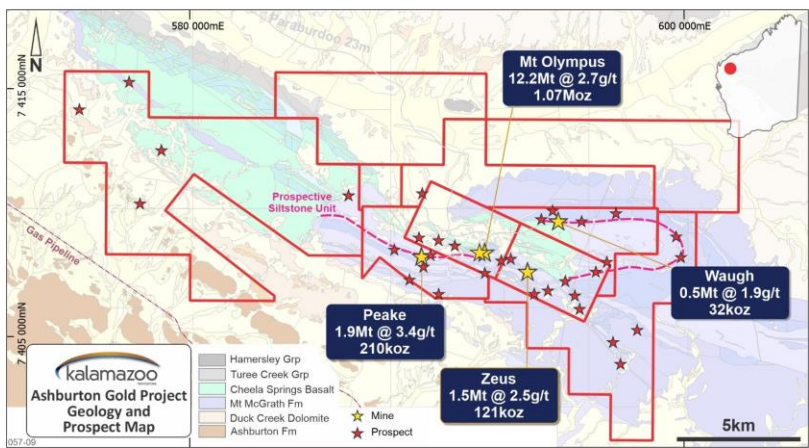 580 000mE
600 000mE
Paraburdoo 23m
N
7 415 000mN
Mt Olympus
12.2Mt @ 2.7g/t
1.07Moz
Prospective
Siltstone Unit
Gas Pipeline
Waugh
0.5Mt @ 1.9g/t
32koz
Peake
1.9Mt @ 3.4g/t
210koz
Zeus
1.5Mt @ 2.5g/t
121koz
7 405 000mN
kalamazoo
resources
Ashburton Gold Project
Geology and
Prospect Map
Hamersley Grp
Turee Creek Grp
Cheela Springs Basalt
Mt McGrath Fm
Duck Creek Dolomite
Ashburton Fm
Mine
Prospect
5km
057-09